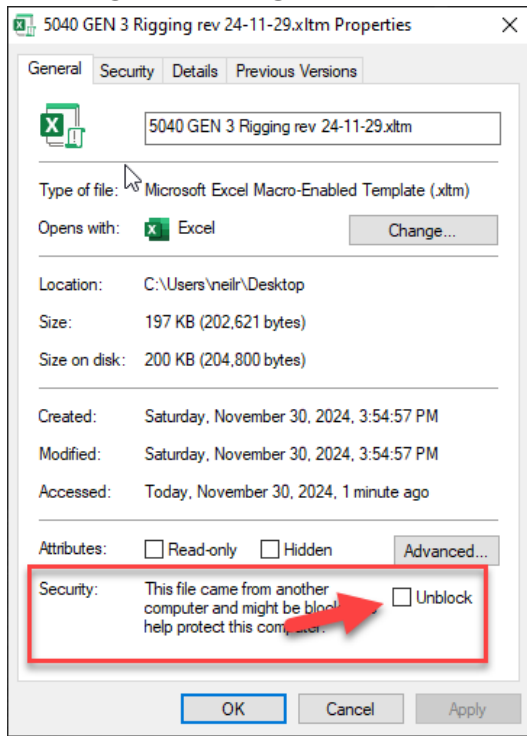 5040 GEN 3 Rigging rev 24-11-29.xltm Properties
General Security Details Previous Versions
5040 GEN 3 Rigging rev 24-11-29.xltm
Type of file: Microsoft Excel Macro-Enabled Template (.xltm)
Opens with: Excel Change...
Location: C:\Users\neilr\Desktop
Size: 197 KB (202,621 bytes)
Size on disk: 200 KB (204,800 bytes)
Created: Saturday, November 30, 2024, 3:54:57 PM
Modified: Saturday, November 30, 2024, 3:54:57 PM
Accessed: Today, November 30, 2024, 1 minute ago
Attributes: Read-only Hidden Advanced...
Security: This file came from another Unblock
computer and might be
help protect this
OK Cancel Apply